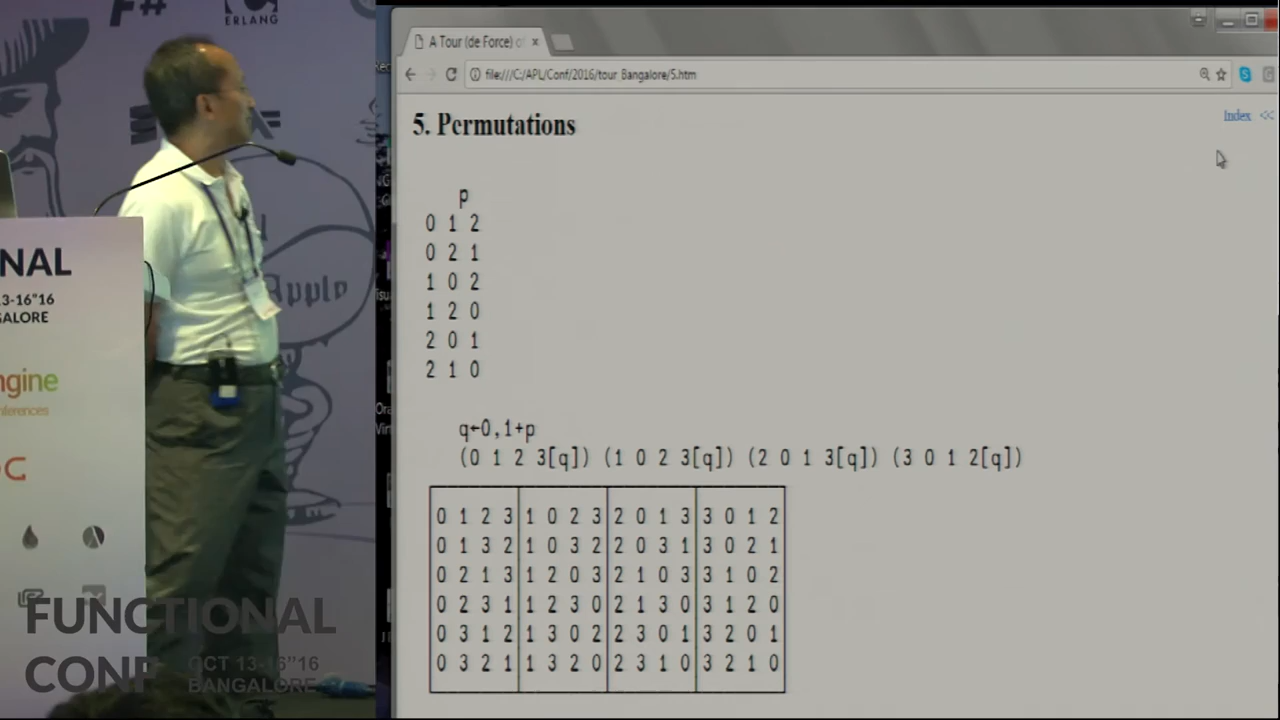 F#
ERLANG
Apply
NAL
13-16"16
GALORE
ngine
onferences
FUNCTIONAL
CONF
OCT 13-16"16
BANGALORE
A Tour (de Force) of
file:///C:/APL/Conf/2016/tour Bangalore/5.htm
Index <<
5. Permutations
p
0 1 2
0 2 1
1 0 2
1 2 0
2 0 1
2 1 0
q←0,1+p
(0 1 2 3[q]) (1 0 2 3[q]) (2 0 1 3[q]) (3 0 1 2[q])
0 1 2 3 1 0 2 3 2 0 1 3 3 0 1 2
0 1 3 2 1 0 3 2 2 0 3 1 3 0 2 1
0 2 1 3 1 2 0 3 2 1 0 3 3 1 0 2
0 2 3 1 1 2 3 0 2 1 3 0 3 1 2 0
0 3 1 2 1 3 0 2 2 3 0 1 3 2 0 1
0 3 2 1 1 3 2 0 2 3 1 0 3 2 1 0